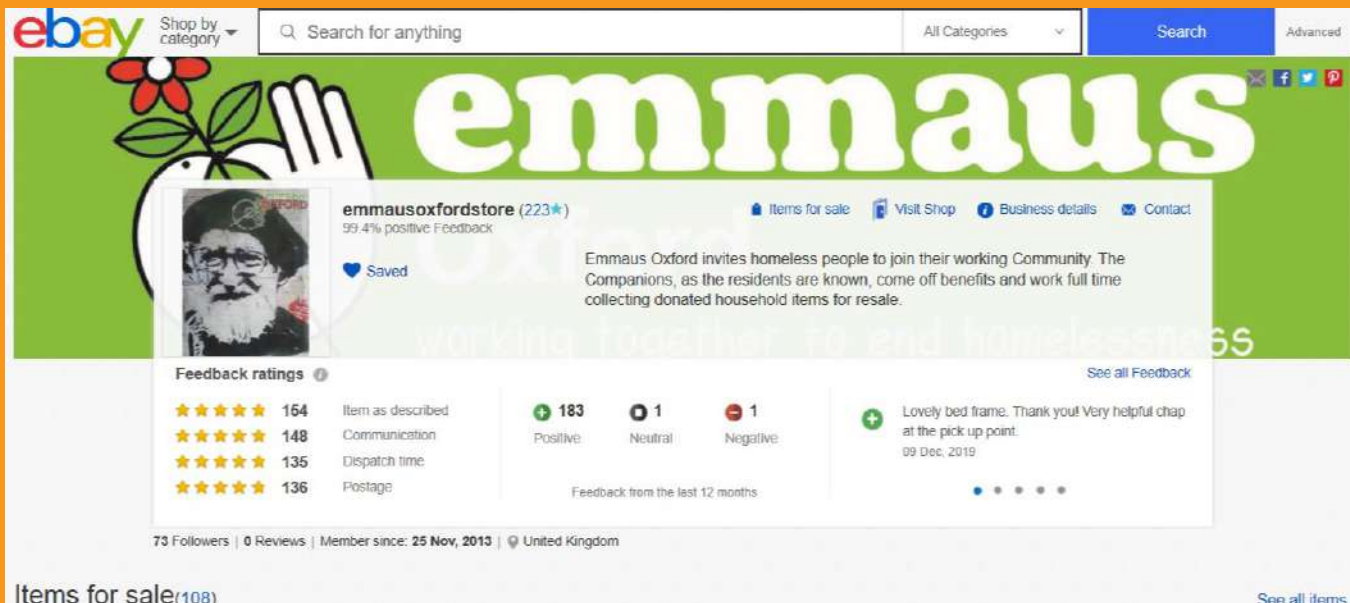 ebay
Shop by
category
Search for anything
All Categories
Search
Advanced
emmaus
Oxford
working together to end homelessness
OXFORD
emmausoxfordstore (223★)
99.4% positive Feedback
Saved
Items for sale
Visit Shop
Business details
Contact
Emmaus Oxford invites homeless people to join their working Community. The
Companions, as the residents are known, come off benefits and work full time
collecting donated household items for resale.
Feedback ratings
See all Feedback
164 Item as described
148 Communication
135 Dispatch time
136 Postage
183
Positive
1
Neutral
1
Negative
Feedback from the last 12 months
Lovely bed frame. Thank you! Very helpful chap
at the pick up point.
09 Dec, 2019
73 Followers | 0 Reviews | Member since: 25 Nov, 2013 | United Kingdom
Items for sale(108)
See all items